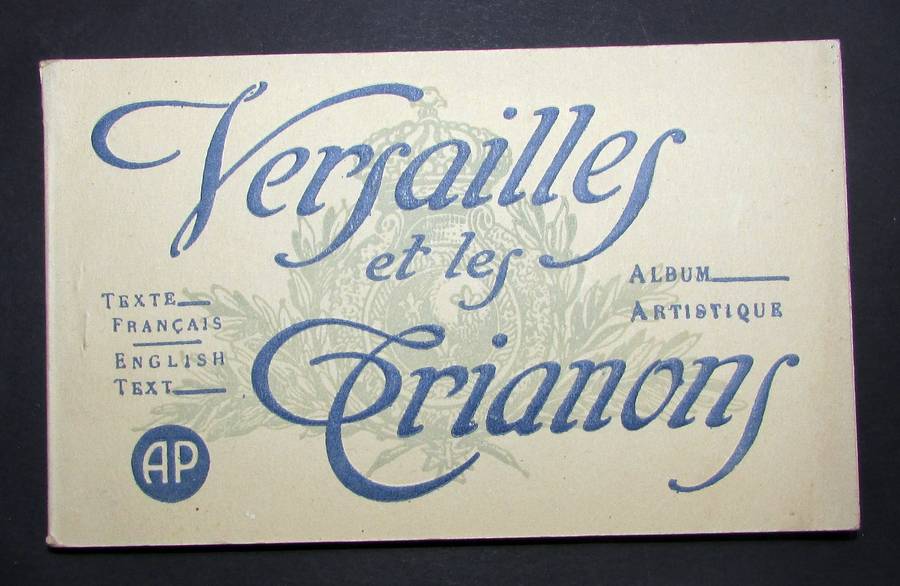 Versailles
et les
Trianons
TEXTE
FRANÇAIS
ENGLISH
TEXT
AP
ALBUM
ARTISTIQUE